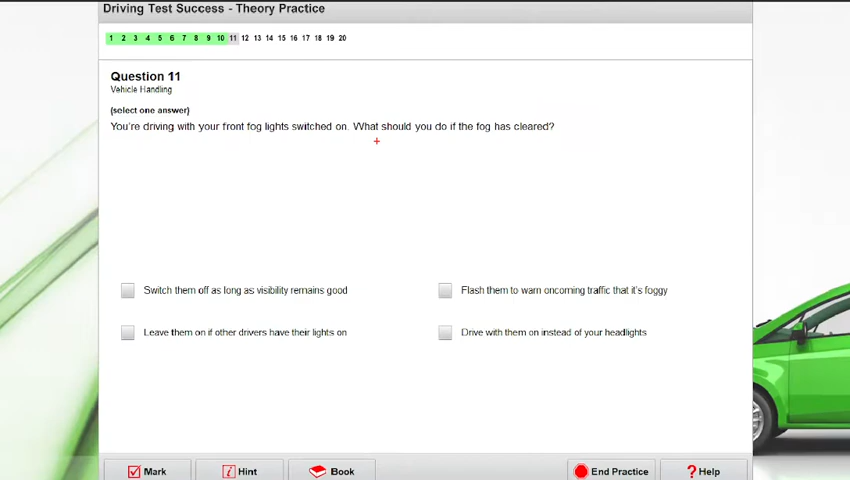 Driving Test Success - Theory Practice
1 2 3 4 5 6 7 8 9 10 11 12 13 14 15 16 17 18 19 20
Question 11
Vehicle Handling
(select one answer)
You're driving with your front fog lights switched on. What should you do if the fog has cleared?
Switch them off as long as visibility remains good
Flash them to warn oncoming traffic that it's foggy
Leave them on if other drivers have their lights on
Drive with them on instead of your headlights
Mark
Hint
Book
End Practice
? Help